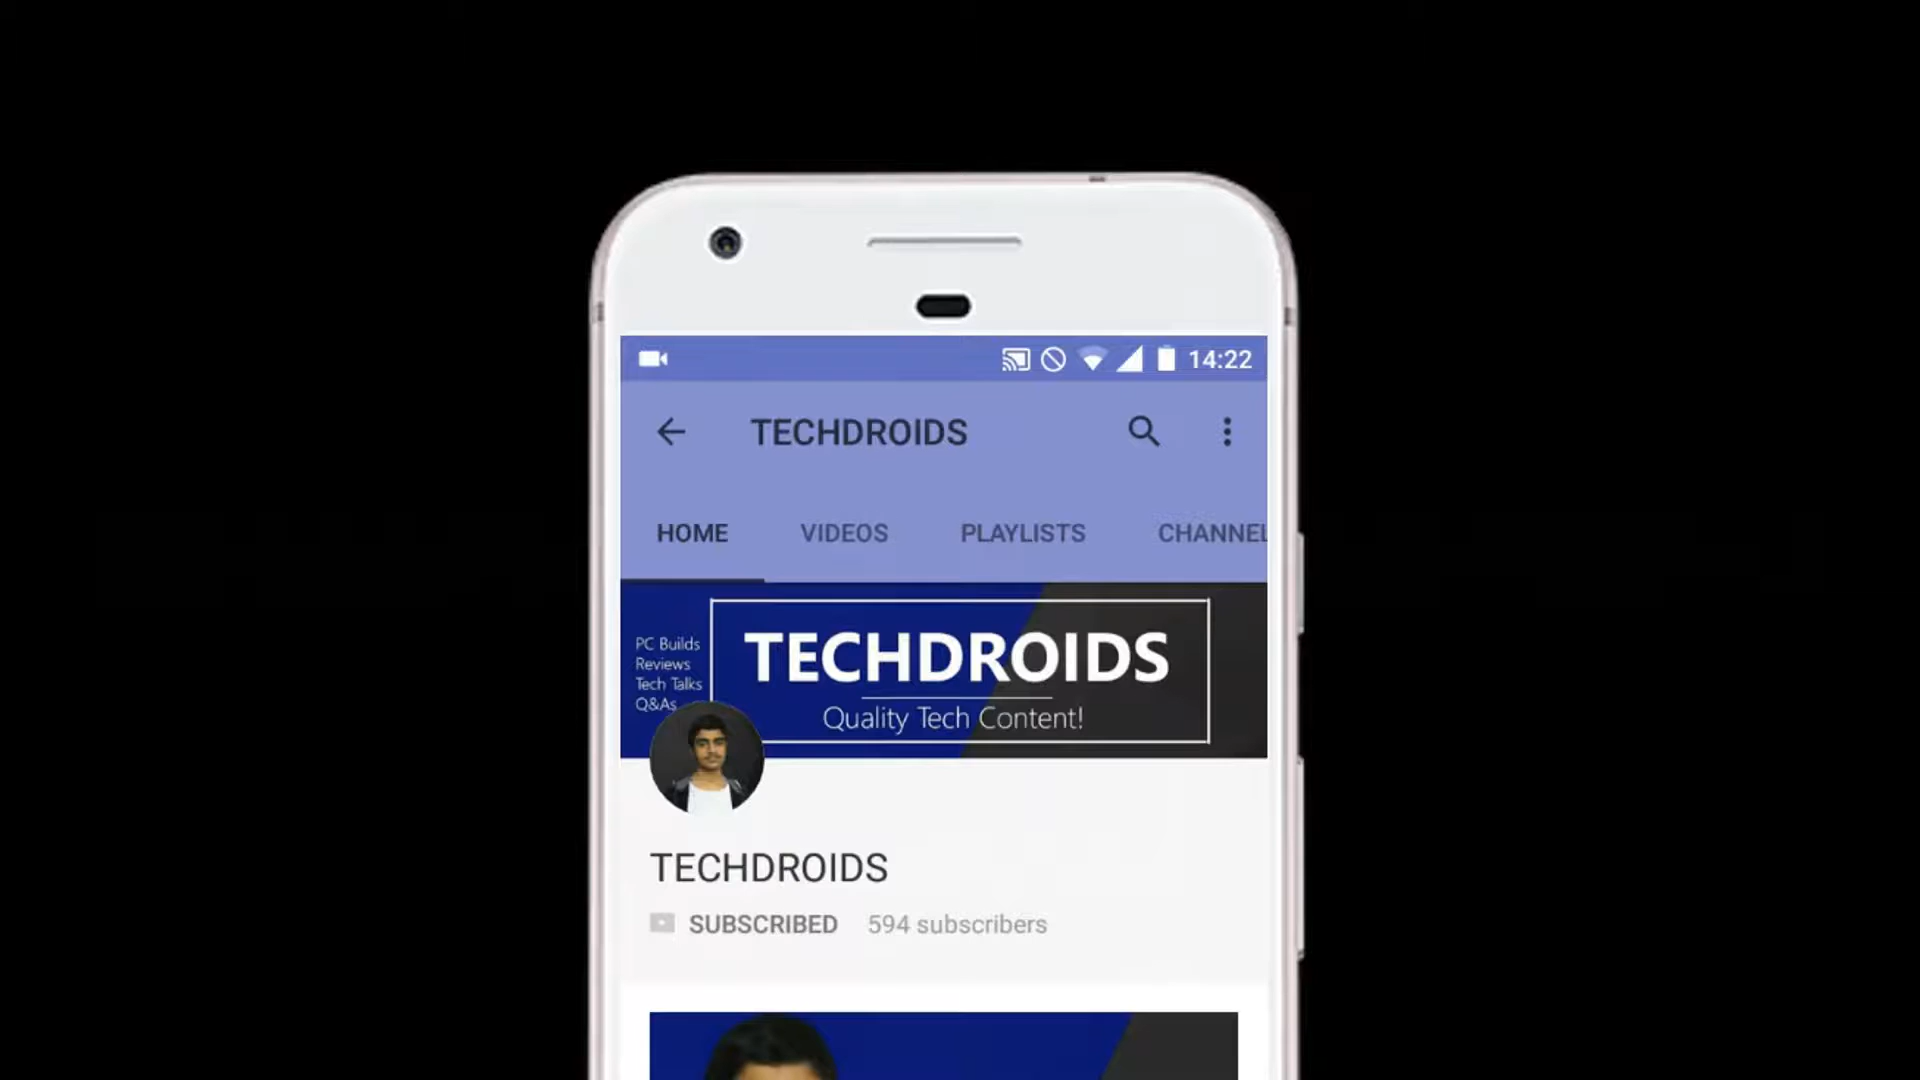 14:22
TECHDROIDS
HOME VIDEOS PLAYLISTS CHANNEL
PC Builds
Reviews
Tech Talks
Q&As
TECHDROIDS
Quality Tech Content!
TECHDROIDS
SUBSCRIBED 594 subscribers